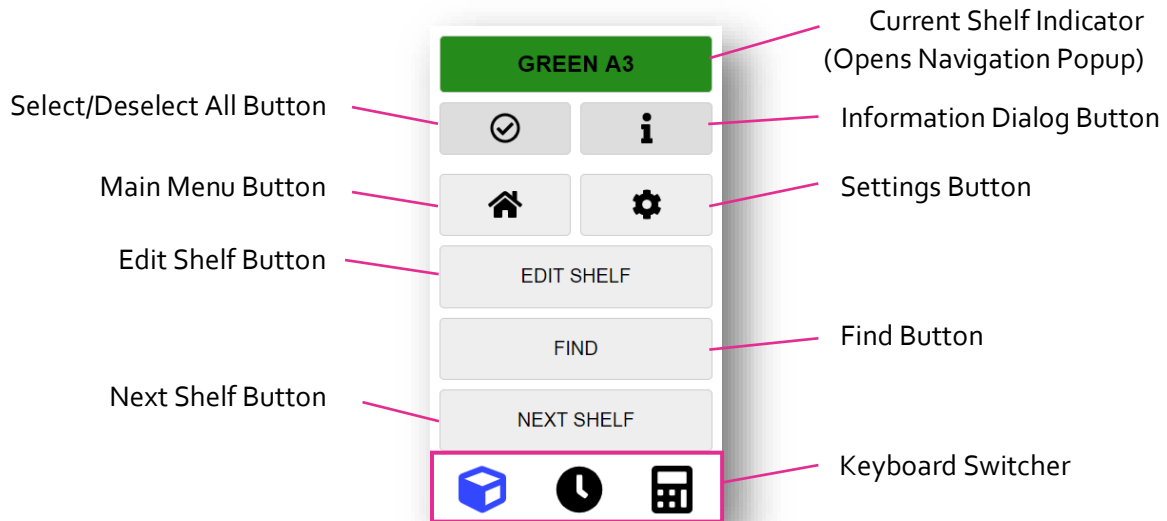 Current Shelf Indicator
(Opens Navigation Popup)
GREEN A3
Select/Deselect All Button
Information Dialog Button
Main Menu Button
Settings Button
Edit Shelf Button
EDIT SHELF
FIND
Find Button
Next Shelf Button
NEXT SHELF
Keyboard Switcher